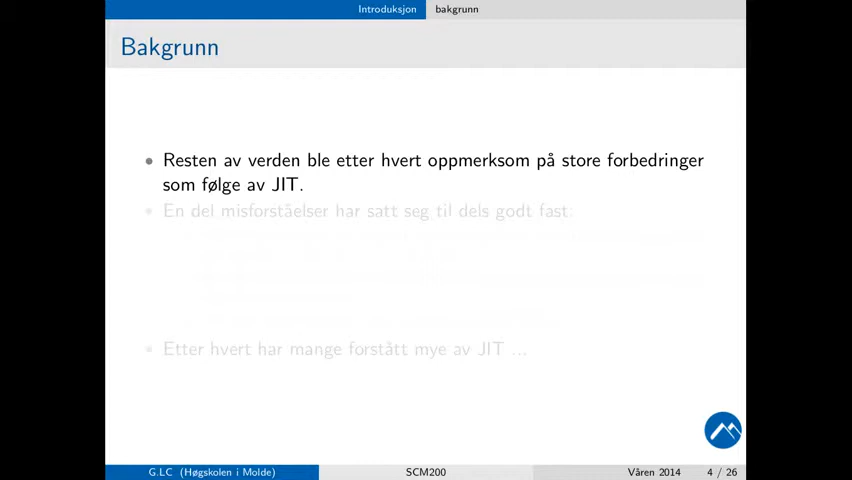 Introduksjon bakgrunn
Bakgrunn
• Resten av verden ble etter hvert oppmerksom på store forbedringer
som følge av JIT.
• En del misforståelser har satt seg til dels godt fast:
• Etter hvert har mange forstått mye av JIT ...
G.LC (Høgskolen i Molde) SCM200 Våren 2014 4 / 26